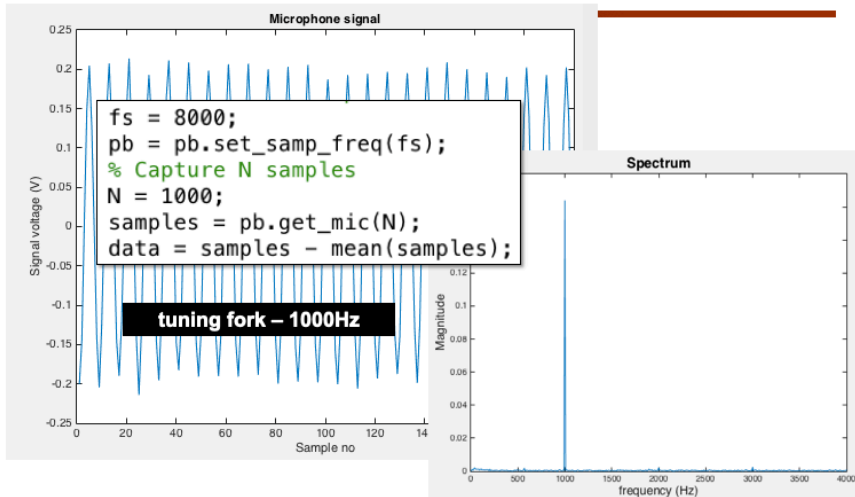 Microphone signal
0.25
0.2
0.15
0.1
0.05
0
-0.05
-0.1
-0.15
-0.2
-0.25
Signal voltage (V)
fs = 8000;
pb = pb.set_samp_freq(fs);
% Capture N samples
N = 1000;
samples = pb.get_mic(N);
data = samples - mean(samples);
tuning fork – 1000Hz
0 20 40 60 80 100 120 14
Sample no
Spectrum
0.12
0.1
0.08
0.06
0.04
0.02
0
Magnitude
0 500 1000 1500 2000 2500 3000 3500 4000
frequency (Hz)